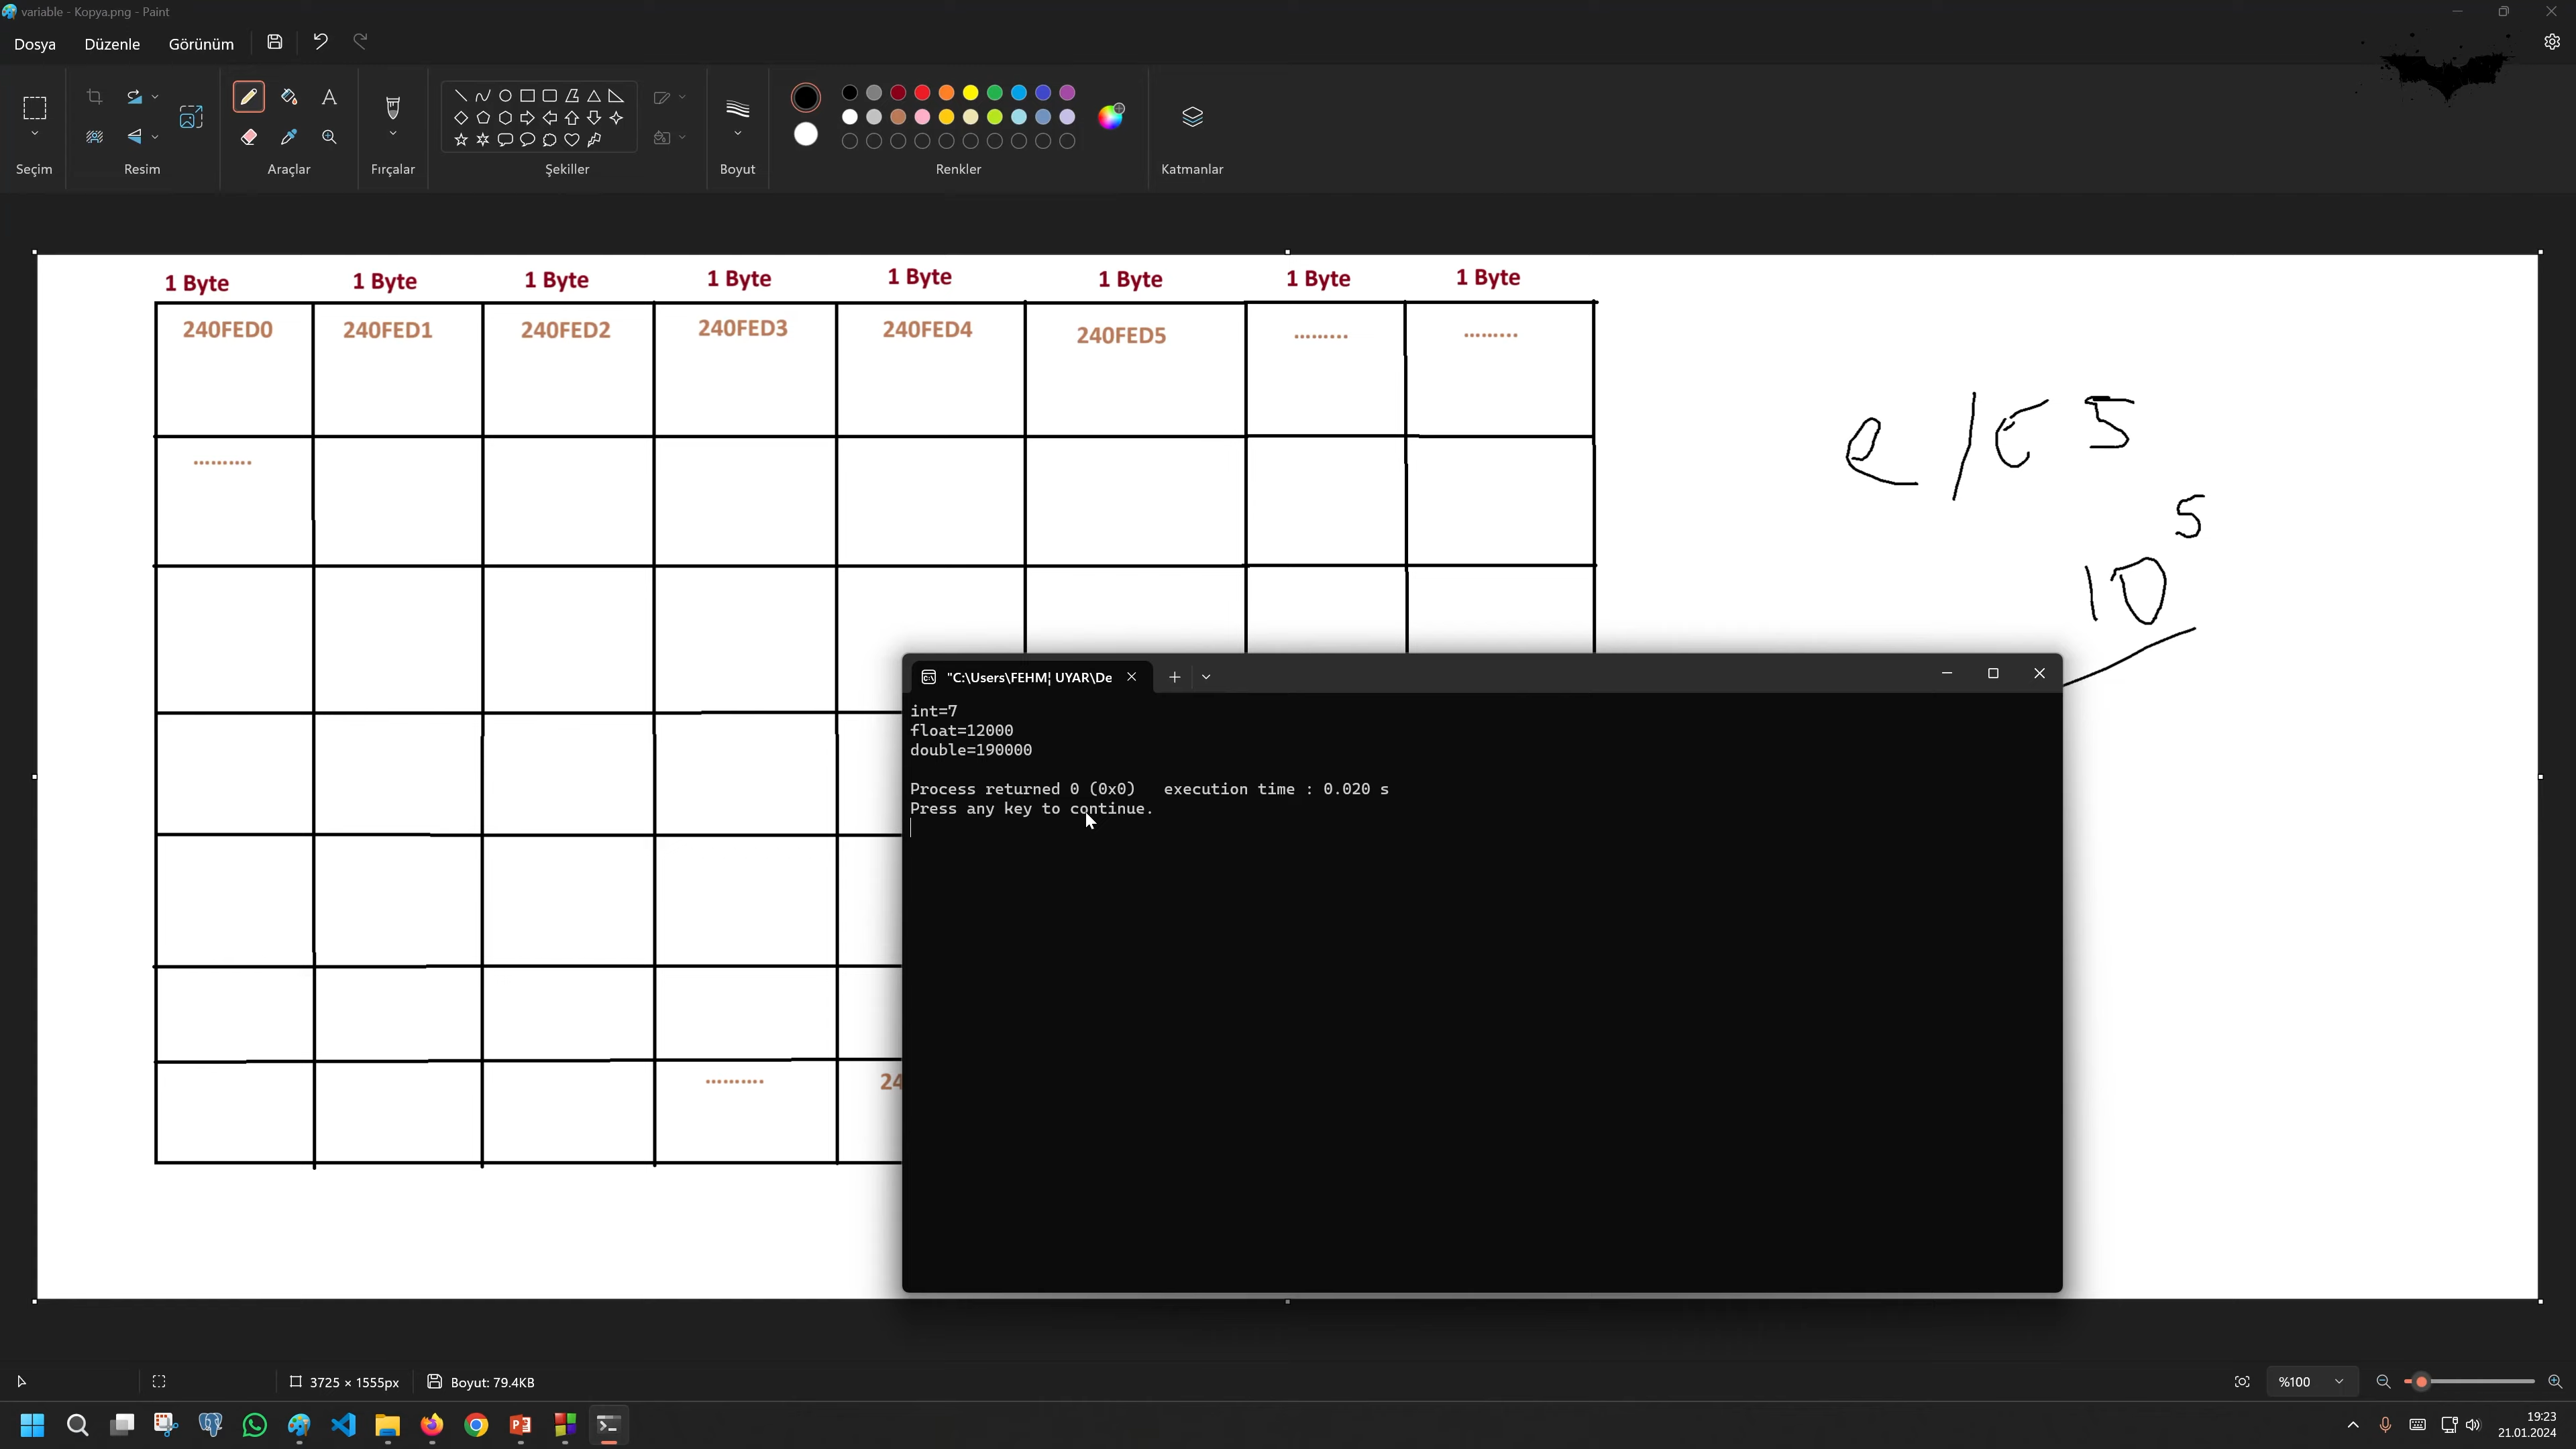 variable - Kopya.png - Paint
Dosya Düzenle Görünüm
Seçim Resim Araçlar Fırçalar Şekiller Boyut Renkler Katmanlar
1 Byte 1 Byte 1 Byte 1 Byte 1 Byte 1 Byte 1 Byte 1 Byte
240FED0 240FED1 240FED2 240FED3 240FED4 240FED5 ......... .........
..........
.......... 24
5
5
10
"C:\Users\FEHM¦ UYAR\De
int=7
float=12000
double=190000
Process returned 0 (0x0)   execution time : 0.020 s
Press any key to continue.
3725 × 1555px Boyut: 79.4KB %100
19:23
21.01.2024